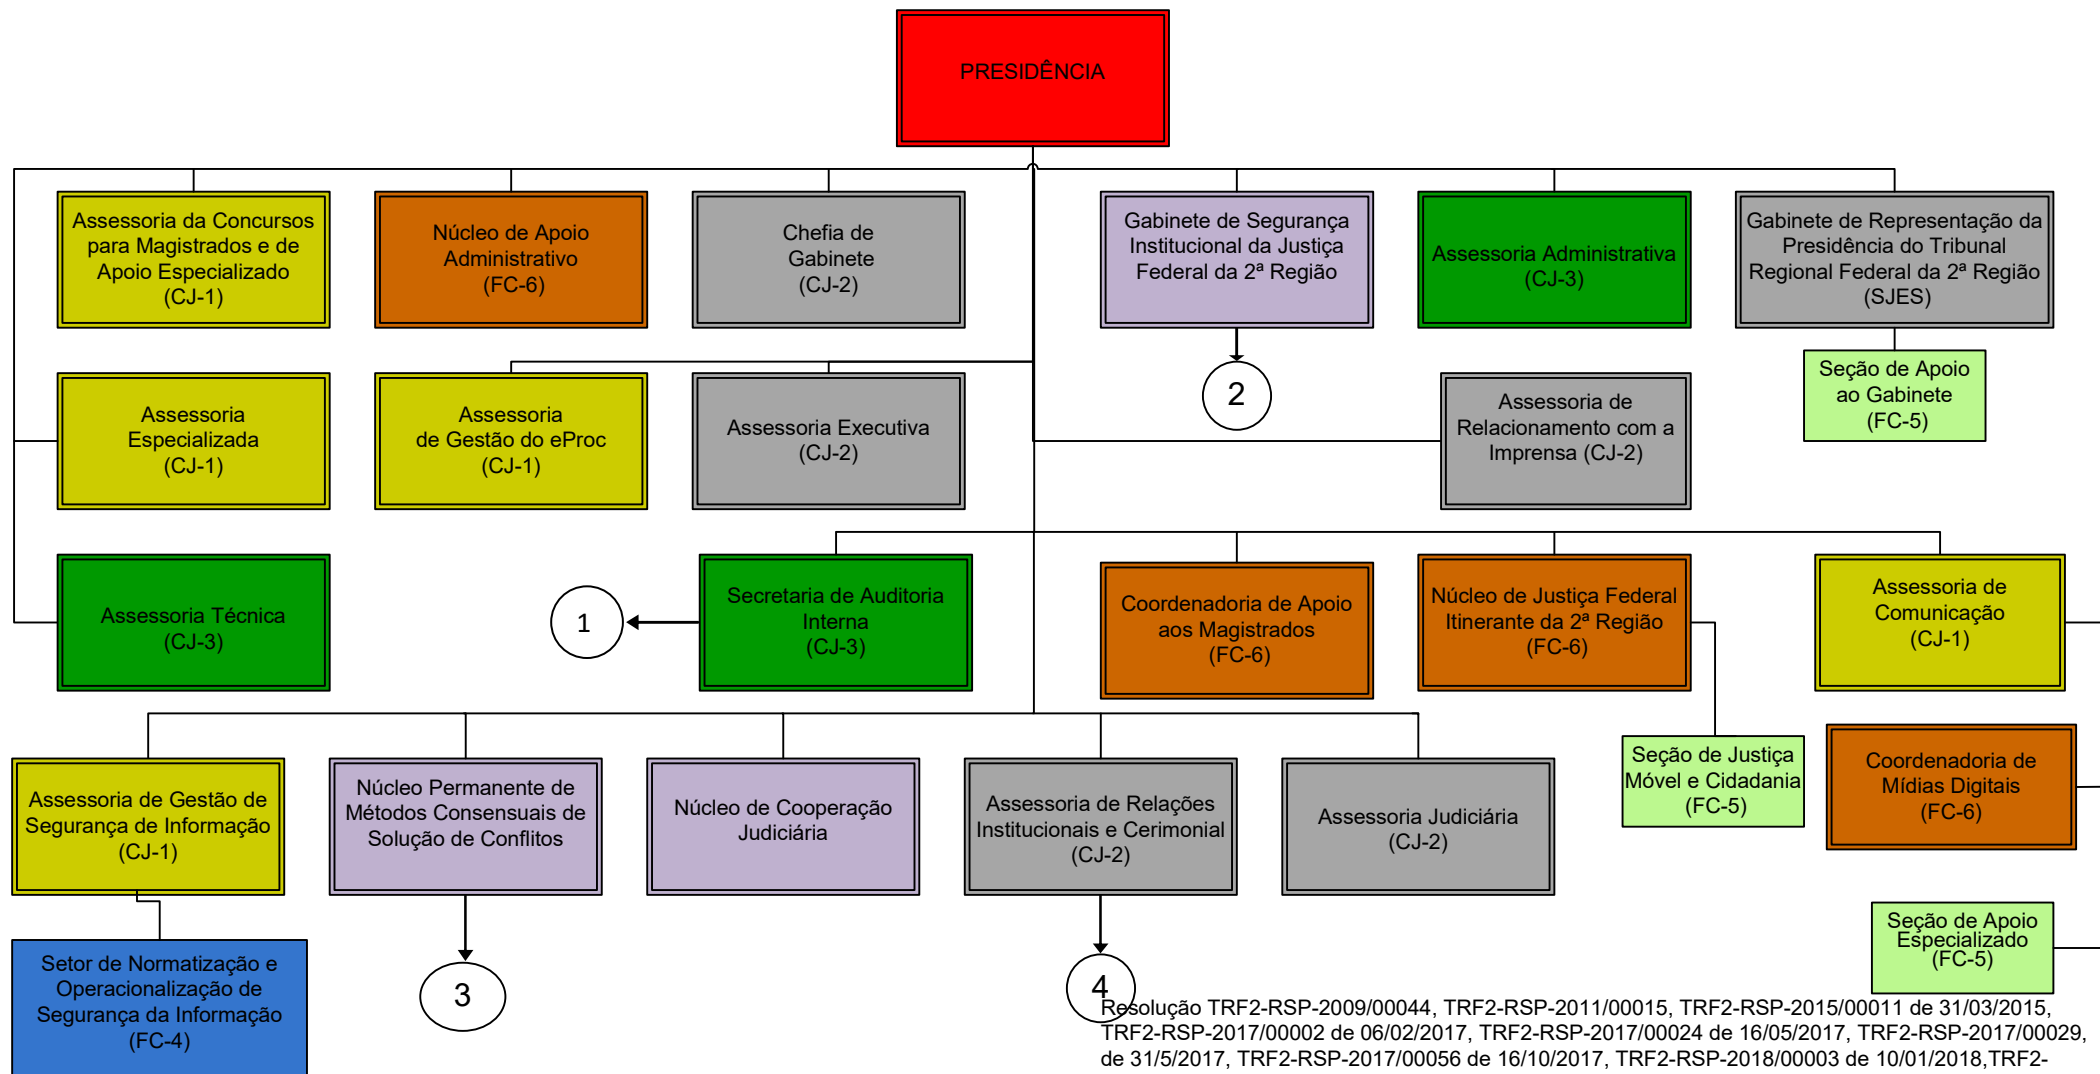 PRESIDÊNCIA
Assessoria da Concursos
para Magistrados e de
Apoio Especializado
(CJ-1)
Núcleo de Apoio
Administrativo
(FC-6)
Chefia de
Gabinete
(CJ-2)
Gabinete de Segurança
Institucional da Justiça
Federal da 2ª Região
Assessoria Administrativa
(CJ-3)
Gabinete de Representação da
Presidência do Tribunal
Regional Federal da 2ª Região
(SJES)
Assessoria
Especializada
(CJ-1)
Assessoria
de Gestão do eProc
(CJ-1)
Assessoria Executiva
(CJ-2)
2
Assessoria de
Relacionamento com a
Imprensa (CJ-2)
Seção de Apoio
ao Gabinete
(FC-5)
Assessoria Técnica
(CJ-3)
1
Secretaria de Auditoria
Interna
(CJ-3)
Coordenadoria de Apoio
aos Magistrados
(FC-6)
Núcleo de Justiça Federal
Itinerante da 2ª Região
(FC-6)
Assessoria de
Comunicação
(CJ-1)
Assessoria de Gestão de
Segurança de Informação
(CJ-1)
Núcleo Permanente de
Métodos Consensuais de
Solução de Conflitos
Núcleo de Cooperação
Judiciária
Assessoria de Relações
Institucionais e Cerimonial
(CJ-2)
Assessoria Judiciária
(CJ-2)
Seção de Justiça
Móvel e Cidadania
(FC-5)
Coordenadoria de
Mídias Digitais
(FC-6)
Setor de Normatização e
Operacionalização de
Segurança da Informação
(FC-4)
3
4
Seção de Apoio
Especializado
(FC-5)
Resolução TRF2-RSP-2009/00044, TRF2-RSP-2011/00015, TRF2-RSP-2015/00011 de 31/03/2015,
TRF2-RSP-2017/00002 de 06/02/2017, TRF2-RSP-2017/00024 de 16/05/2017, TRF2-RSP-2017/00029,
de 31/5/2017, TRF2-RSP-2017/00056 de 16/10/2017, TRF2-RSP-2018/00003 de 10/01/2018,TRF2-